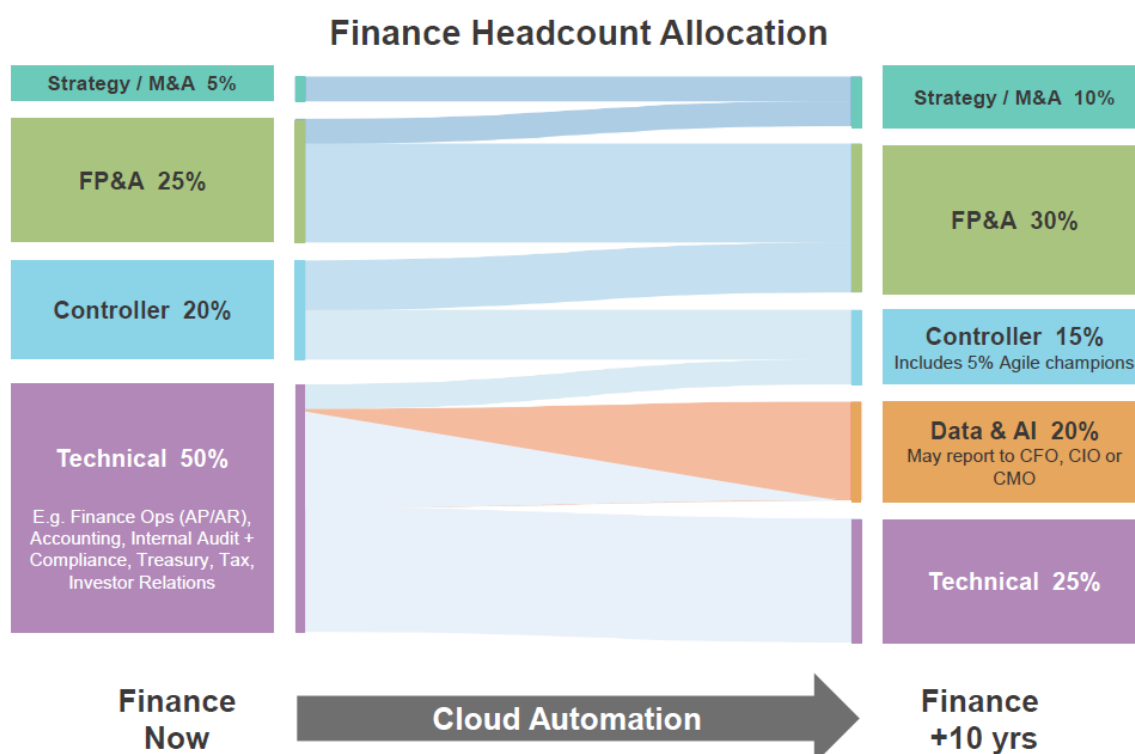 Finance Headcount Allocation
Strategy / M&A 5%
FP&A 25%
Controller 20%
Technical 50%
E.g. Finance Ops (AP/AR),
Accounting, Internal Audit +
Compliance, Treasury, Tax,
Investor Relations
Strategy / M&A 10%
FP&A 30%
Controller 15%
Includes 5% Agile champions
Data & AI 20%
May report to CFO, CIO or
CMO
Technical 25%
Finance
Now
Cloud Automation
Finance
+10 yrs